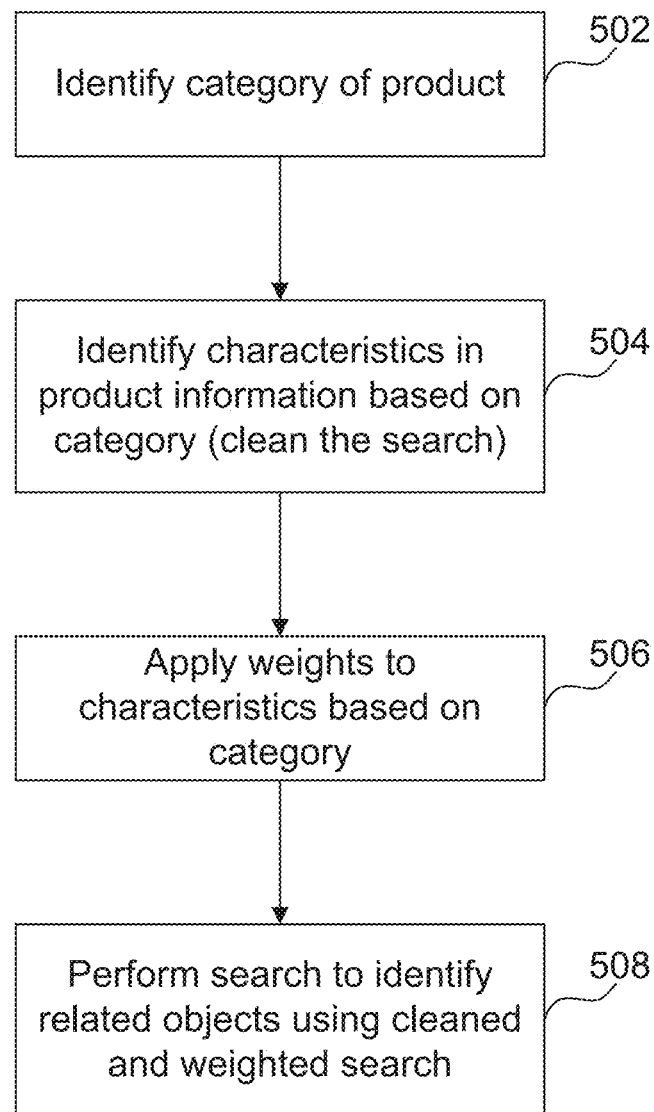 502
Identify category of product
504
Identify characteristics in
product information based on
category (clean the search)
506
Apply weights to
characteristics based on
category
508
Perform search to identify
related objects using cleaned
and weighted search